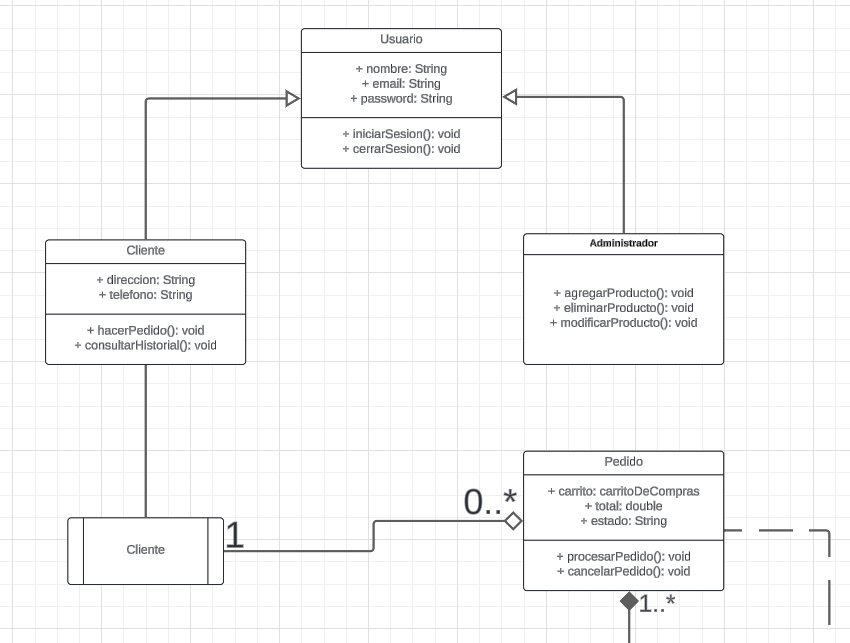 Usuario
+ nombre: String
+ email: String
+ password: String
+ iniciarSesion(): void
+ cerrarSesion(): void
Cliente
+ direccion: String
+ telefono: String
+ hacerPedido(): void
+ consultarHistorial(): void
Administrador
+ agregarProducto(): void
+ eliminarProducto(): void
+ modificarProducto(): void
Cliente
1
0..*
Pedido
+ carrito: carritoDeCompras
+ total: double
+ estado: String
+ procesarPedido(): void
+ cancelarPedido(): void
1..*